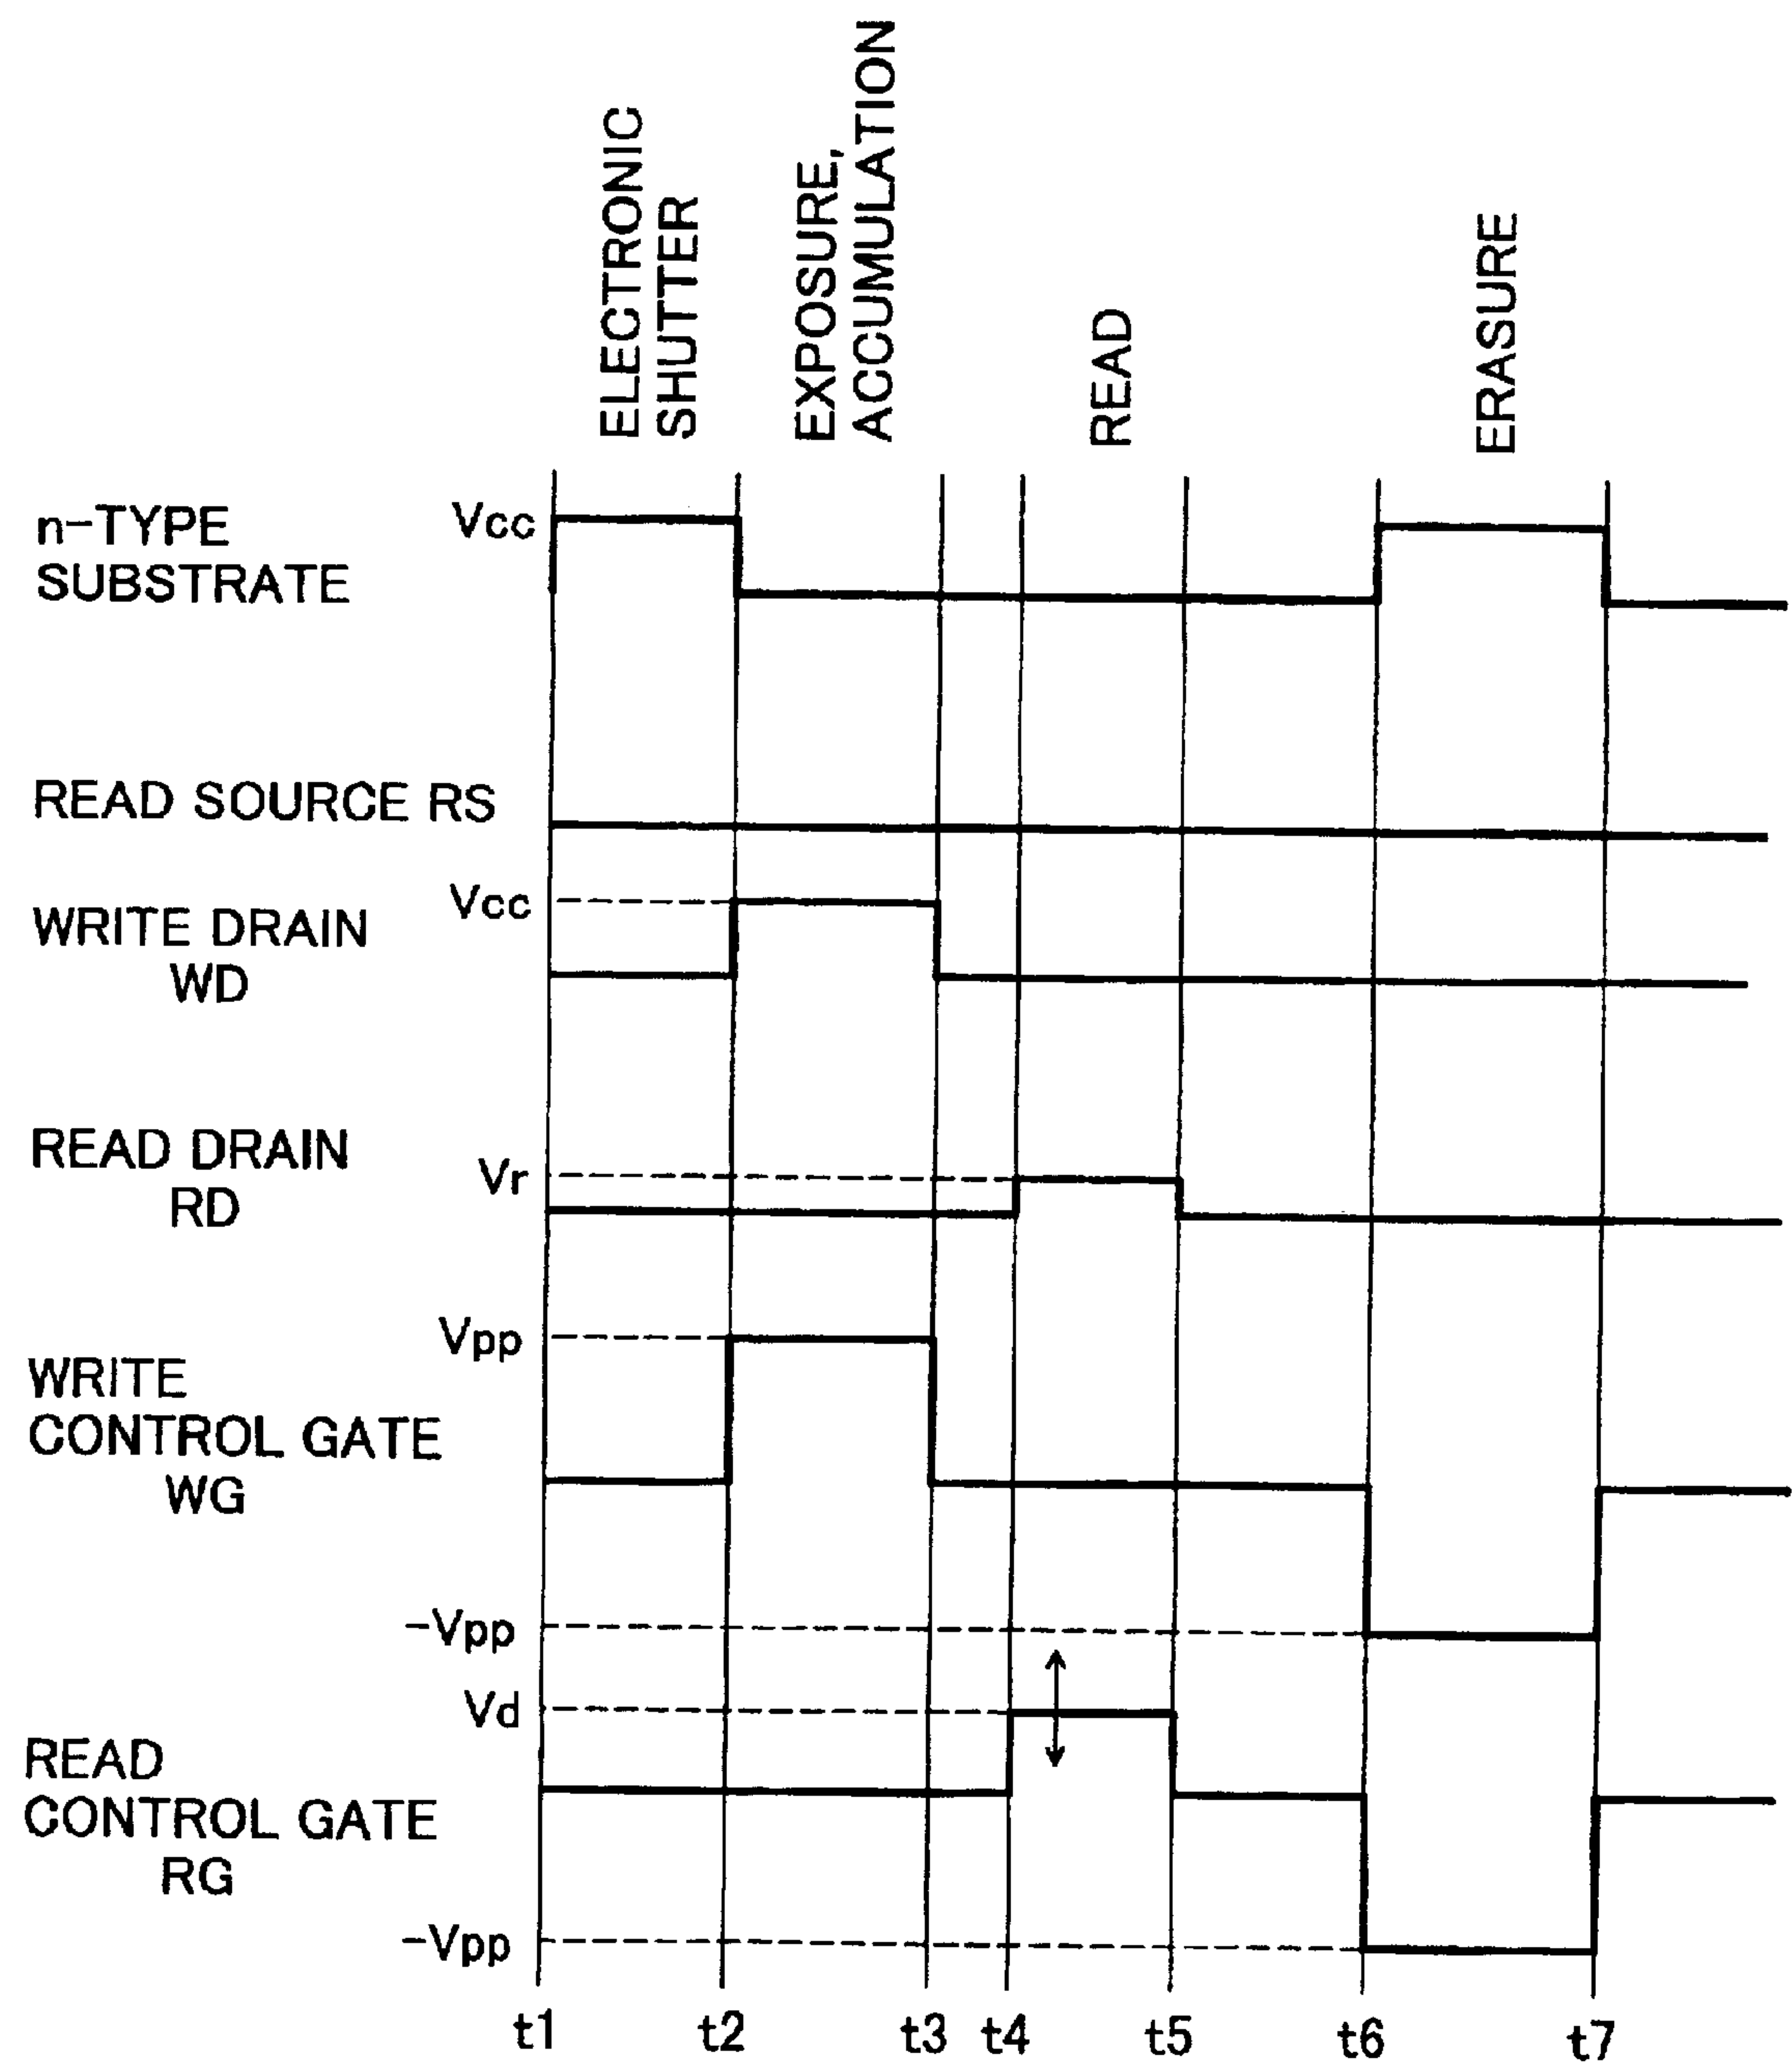 ELECTRONIC
SHUTTER
EXPOSURE,
ACCUMULATION
READ
ERASURE
n-TYPE
SUBSTRATE
Vcc
READ SOURCE RS
WRITE DRAIN
WD
Vcc
READ DRAIN
RD
Vr
WRITE
CONTROL GATE
WG
Vpp
-Vpp
READ
CONTROL GATE
RG
Vd
-Vpp
t1 t2 t3 t4 t5 t6 t7